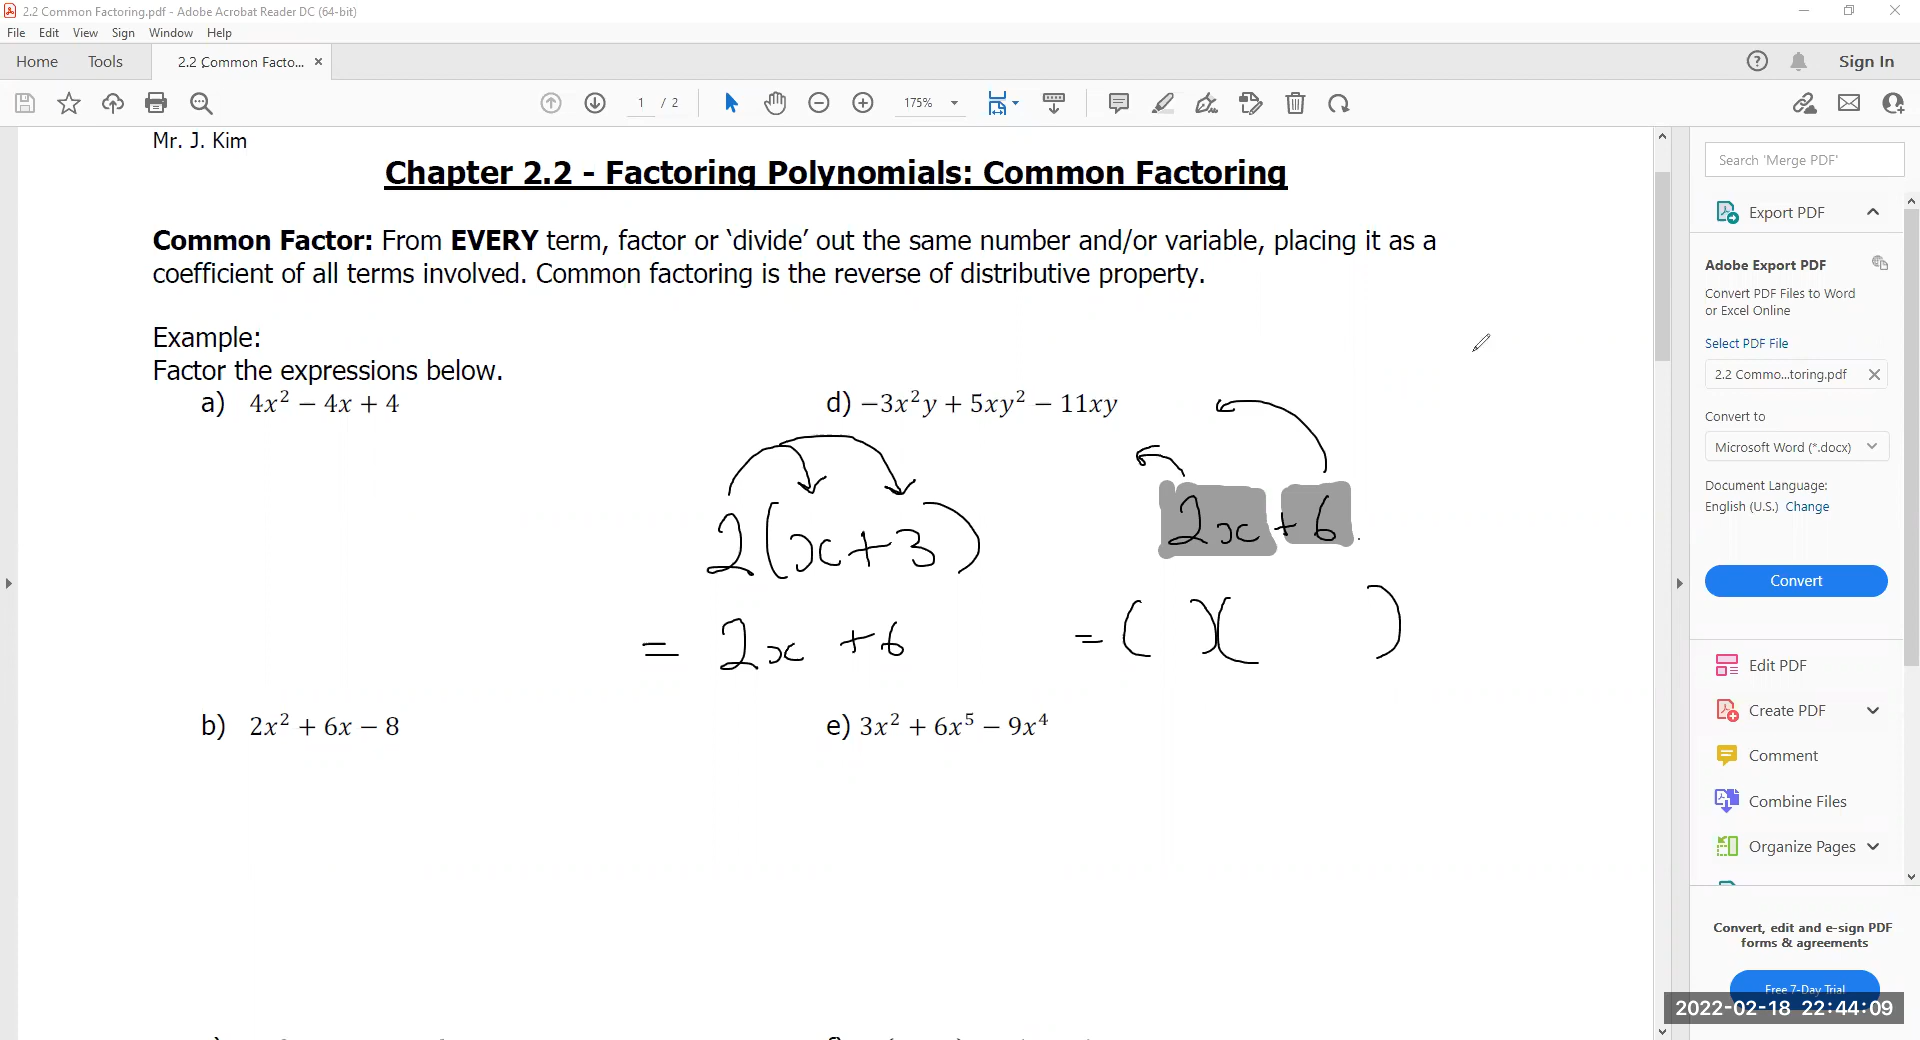 2.2 Common Factoring.pdf - Adobe Acrobat Reader DC (64-bit)
File Edit View Sign Window Help
Home Tools 2.2 Common Facto... ×
Sign In
1 / 2 175%
Mr. J. Kim
Chapter 2.2 - Factoring Polynomials: Common Factoring
Common Factor: From EVERY term, factor or ‘divide’ out the same number and/or variable, placing it as a
coefficient of all terms involved. Common factoring is the reverse of distributive property.
Example:
Factor the expressions below.
a) 4x² − 4x + 4
d) −3x²y + 5xy² − 11xy
2(x+3)
2x+6
= 2x +6
= ( )( )
b) 2x² + 6x − 8
e) 3x² + 6x⁵ − 9x⁴
Search 'Merge PDF'
Export PDF
Adobe Export PDF
Convert PDF Files to Word
or Excel Online
Select PDF File
2.2 Commo...toring.pdf
Convert to
Microsoft Word (*.docx)
Document Language:
English (U.S.) Change
Convert
Edit PDF
Create PDF
Comment
Combine Files
Organize Pages
Convert, edit and e-sign PDF
forms & agreements
Free 7-Day Trial
2022-02-18 22:44:09